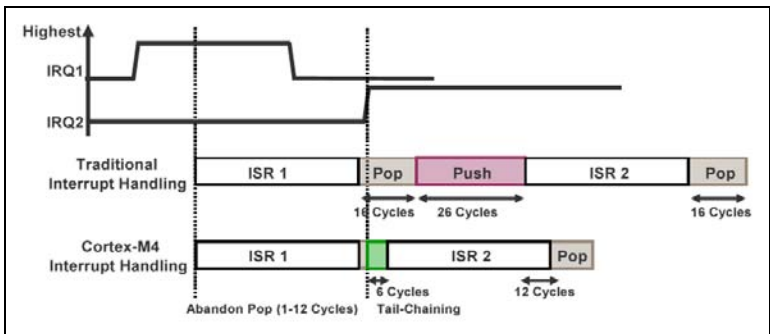 Highest
IRQ1
IRQ2
Traditional
Interrupt Handling
ISR 1
Pop
Push
ISR 2
Pop
16 Cycles
26 Cycles
16 Cycles
Cortex-M4
Interrupt Handling
ISR 1
ISR 2
Pop
6 Cycles
12 Cycles
Abandon Pop (1-12 Cycles)
Tail-Chaining